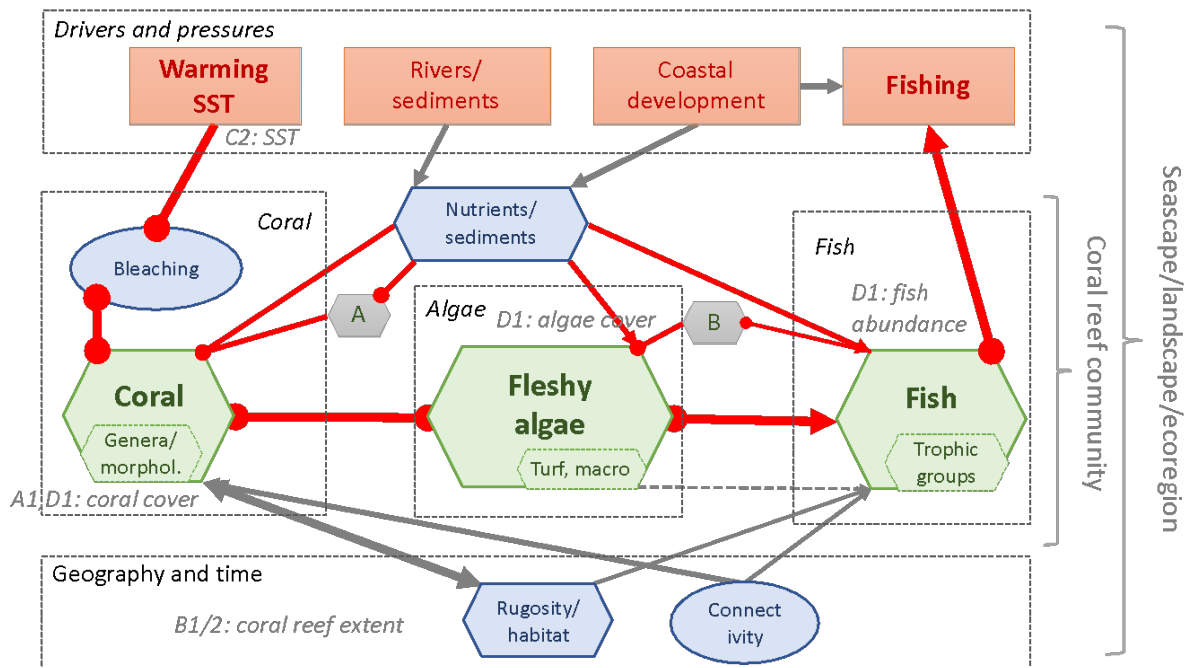 Drivers and pressures
Warming
SST
Rivers/
sediments
Coastal
development
Fishing
C2: SST
Coral
Nutrients/
sediments
Fish
Bleaching
A
Algae
D1: algae cover
B
D1: fish
abundance
Coral
Genera/
morphol.
Fleshy
algae
Turf, macro
Fish
Trophic
groups
A1,D1: coral cover
Geography and time
B1/2: coral reef extent
Rugosity/
habitat
Connect
ivity
Coral reef community
Seascape/landscape/ecoregion